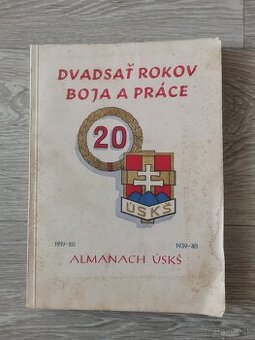 DVADSAŤ ROKOV
BOJA A PRÁCE
20
ÚSKŠ
1919-20 1939-40
ALMANACH ÚSKŠ